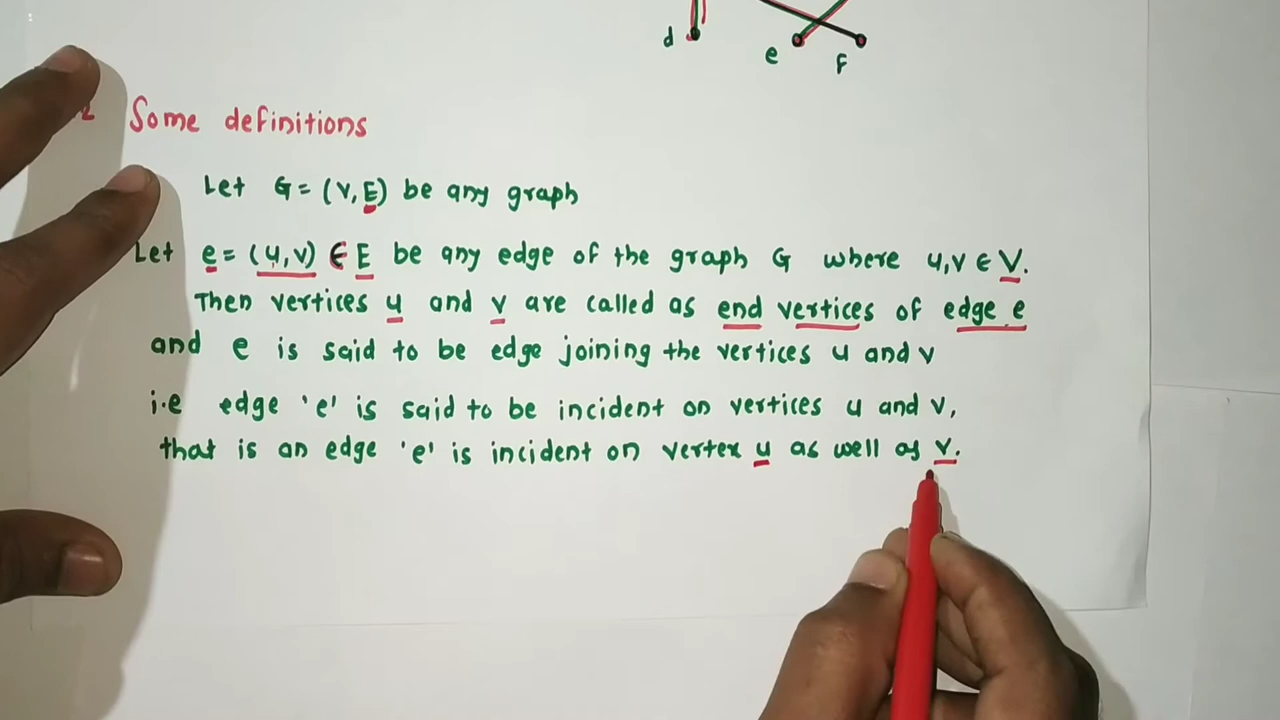 d
e
f
2 Some definitions
Let G = (V, E) be any graph
Let e = (u, v) ∈ E be any edge of the graph G where u, v ∈ V.
Then vertices u and v are called as end vertices of edge e
and e is said to be edge joining the vertices u and v
i.e edge 'e' is said to be incident on vertices u and v,
that is an edge 'e' is incident on vertex u as well as v.